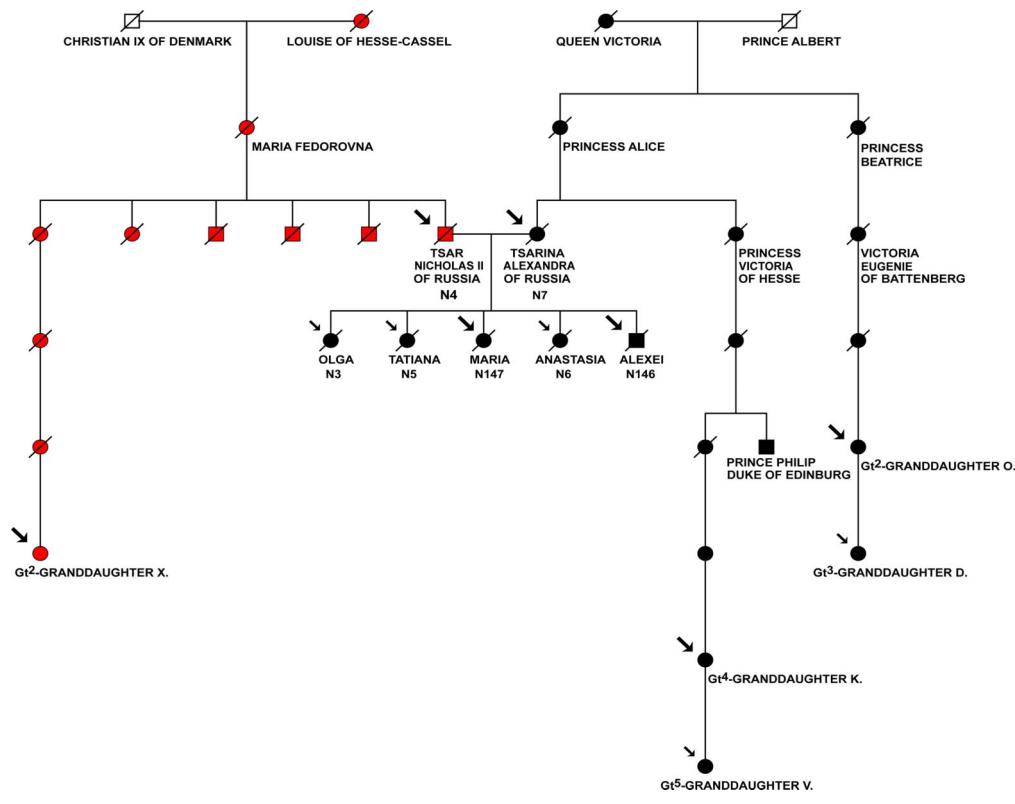 CHRISTIAN IX OF DENMARK
LOUISE OF HESSE-CASSEL
QUEEN VICTORIA
PRINCE ALBERT
MARIA FEDOROVNA
PRINCESS ALICE
PRINCESS
BEATRICE
TSAR
NICHOLAS II
OF RUSSIA
N4
TSARINA
ALEXANDRA
OF RUSSIA
N7
PRINCESS
VICTORIA
OF HESSE
VICTORIA
EUGENIE
OF BATTENBERG
OLGA
N3
TATIANA
N5
MARIA
N147
ANASTASIA
N6
ALEXEI
N146
PRINCE PHILIP
DUKE OF EDINBURG
Gt2-GRANDDAUGHTER O.
Gt2-GRANDDAUGHTER X.
Gt3-GRANDDAUGHTER D.
Gt4-GRANDDAUGHTER K.
Gt5-GRANDDAUGHTER V.